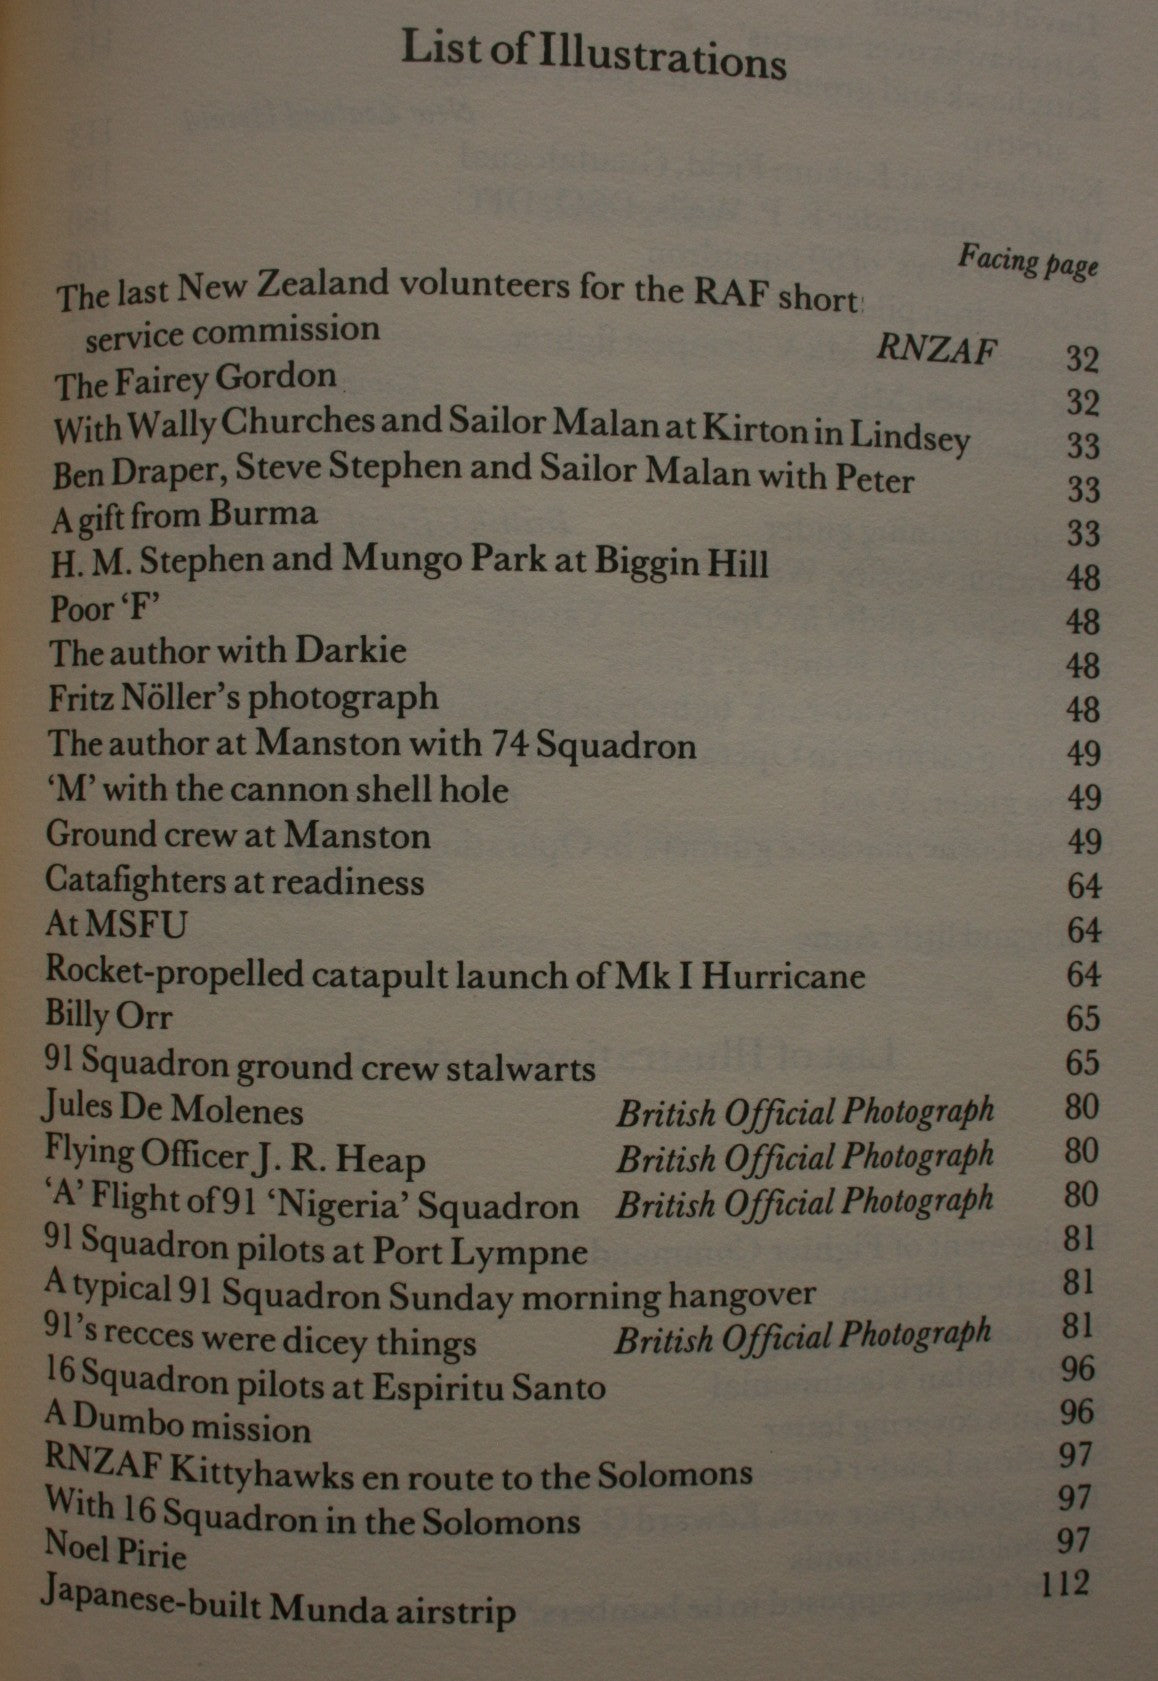 List of Illustrations
Facing page
The last New Zealand volunteers for the RAF short
service commission RNZAF 32
The Fairey Gordon 32
With Wally Churches and Sailor Malan at Kirton in Lindsey 33
Ben Draper, Steve Stephen and Sailor Malan with Peter 33
A gift from Burma 33
H. M. Stephen and Mungo Park at Biggin Hill 48
Poor ‘F’ 48
The author with Darkie 48
Fritz Nöller’s photograph 48
The author at Manston with 74 Squadron 49
‘M’ with the cannon shell hole 49
Ground crew at Manston 49
Catafighters at readiness 64
At MSFU 64
Rocket-propelled catapult launch of Mk I Hurricane 64
Billy Orr 65
91 Squadron ground crew stalwarts 65
Jules De Molenes British Official Photograph 80
Flying Officer J. R. Heap British Official Photograph 80
‘A’ Flight of 91 ‘Nigeria’ Squadron British Official Photograph 80
91 Squadron pilots at Port Lympne 81
A typical 91 Squadron Sunday morning hangover 81
91’s recces were dicey things British Official Photograph 81
16 Squadron pilots at Espiritu Santo 96
A Dumbo mission 96
RNZAF Kittyhawks en route to the Solomons 97
With 16 Squadron in the Solomons 97
Noel Pirie 97
Japanese-built Munda airstrip 112